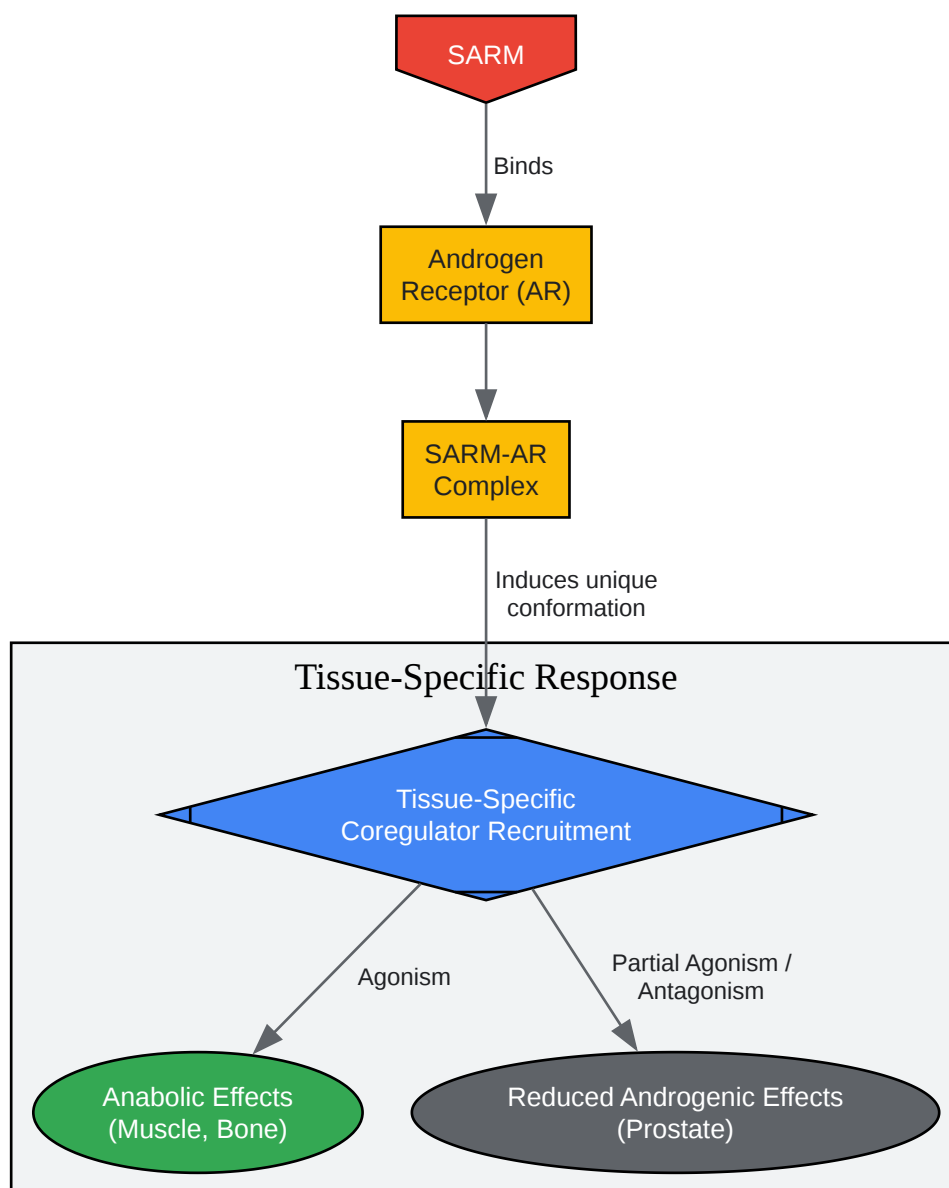 SARM
Binds
Androgen
Receptor (AR)
SARM-AR
Complex
Induces unique
conformation
Tissue-Specific Response
Tissue-Specific
Coregulator Recruitment
Agonism
Partial Agonism /
Antagonism
Anabolic Effects
(Muscle, Bone)
Reduced Androgenic Effects
(Prostate)